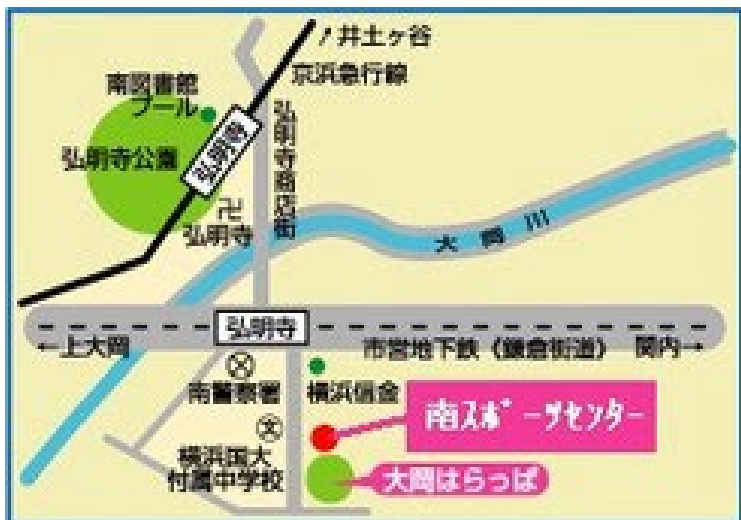 井土ヶ谷
京浜急行線
南図書館
プール
弘明寺
弘明寺商店街
弘明寺公園
卍
弘明寺
大岡川
弘明寺
←上大岡
市営地下鉄（鎌倉街道）
関内→
南警察署
横浜信金
文
南スポーツセンター
横浜国大
付属中学校
大岡はらっぱ